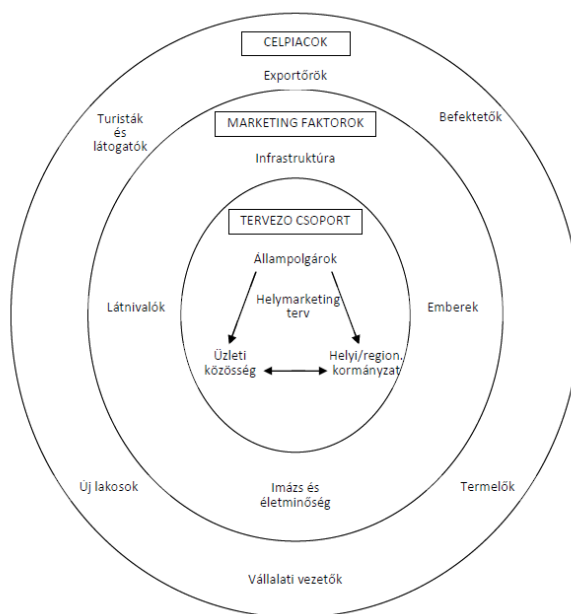 CELPIACOK
Exportőrök
Turisták
és
látogatók
Befektetők
MARKETING FAKTOROK
Infrastruktúra
TERVEZO CSOPORT
Állampolgárok
Látnivalók
Helymarketing
terv
Emberek
Üzleti
közösség
Helyi/region.
kormányzat
Új lakosok
Imázs és
életminőség
Termelők
Vállalati vezetők